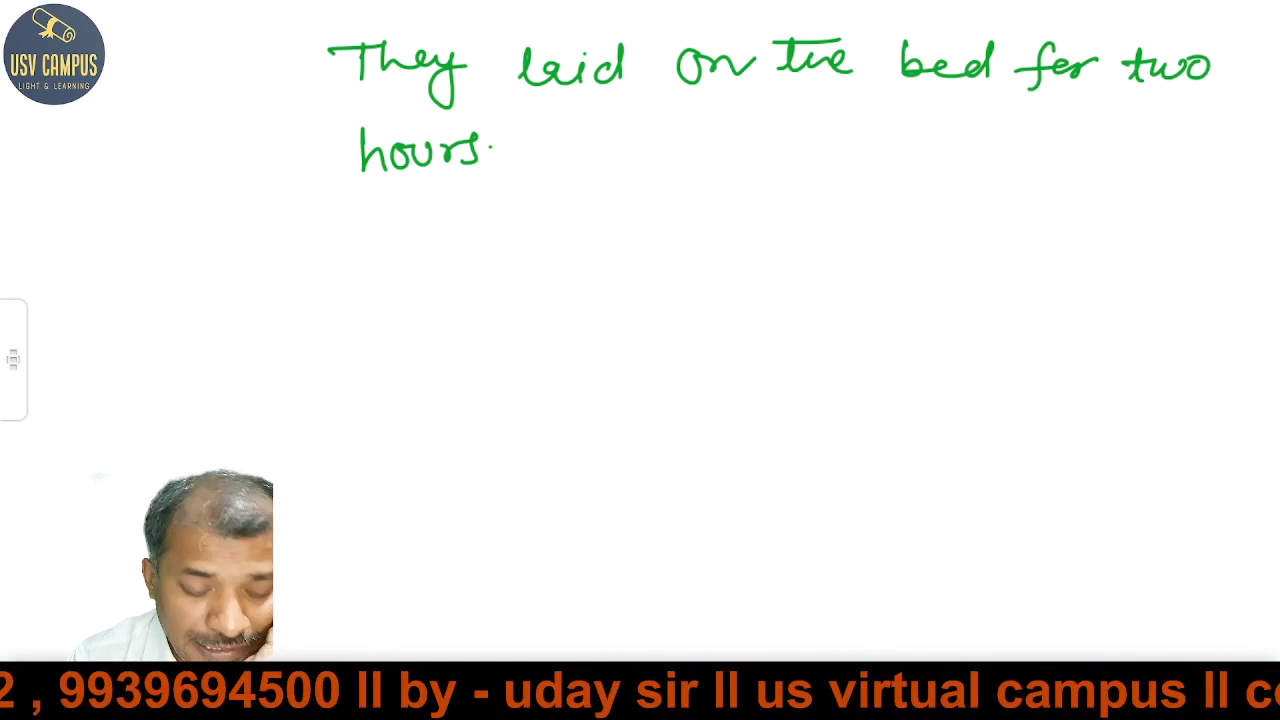 USV CAMPUS
LIGHT & LEARNING
They laid on the bed for two
hours.
2 , 9939694500 ll by - uday sir ll us virtual campus ll co